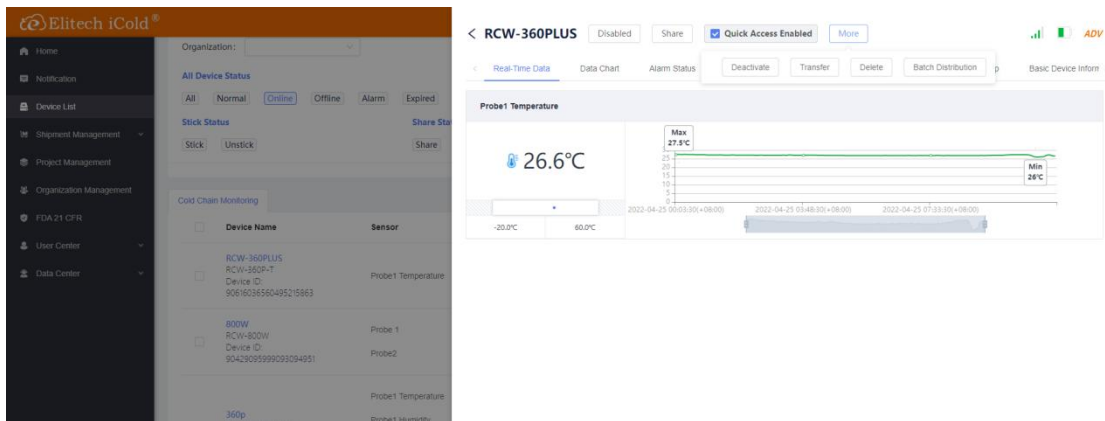 Elitech iCold®
Home
Notification
Device List
Shipment Management
Project Management
Organization Management
FDA 21 CFR
User Center
Data Center
Organization:
All Device Status
All Normal Online Offline Alarm Expired
Stick Status Share Sta
Stick Unstick Share
Cold Chain Monitoring
Device Name Sensor
RCW-360PLUS
RCW-360P-T
Device ID:
90616036560495215863
Probe1 Temperature
800W
RCW-800W
Device ID:
90429095999093094951
Probe 1
Probe2
360p
Probe1 Temperature
Probe1 Humidity
< RCW-360PLUS Disabled Share Quick Access Enabled More ADV
< Real-Time Data Data Chart Alarm Status p Basic Device Inform
Deactivate Transfer Delete Batch Distribution
Probe1 Temperature
26.6°C
-20.0°C 60.0°C
Max
27.5°C
25
20
15
10
5
0
Min
26°C
2022-04-25 00:03:30(+08:00) 2022-04-25 03:48:30(+08:00) 2022-04-25 07:33:30(+08:00)